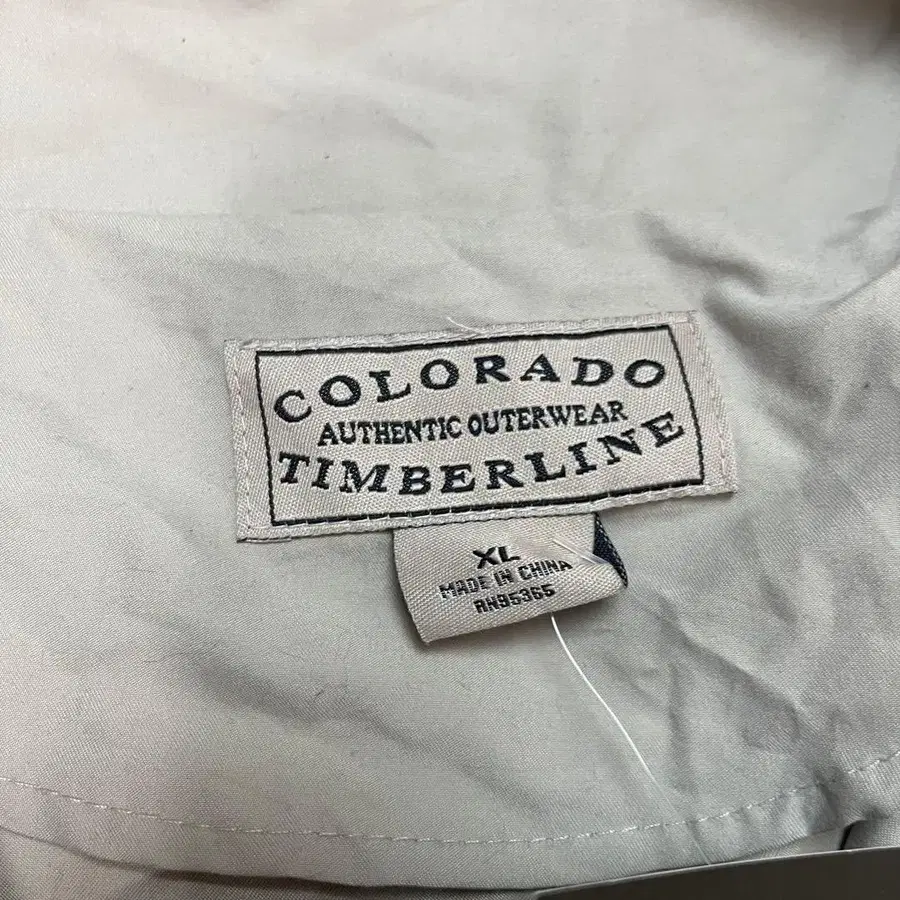 COLORADO
AUTHENTIC OUTERWEAR
TIMBERLINE
XL
MADE IN CHINA
RN95365